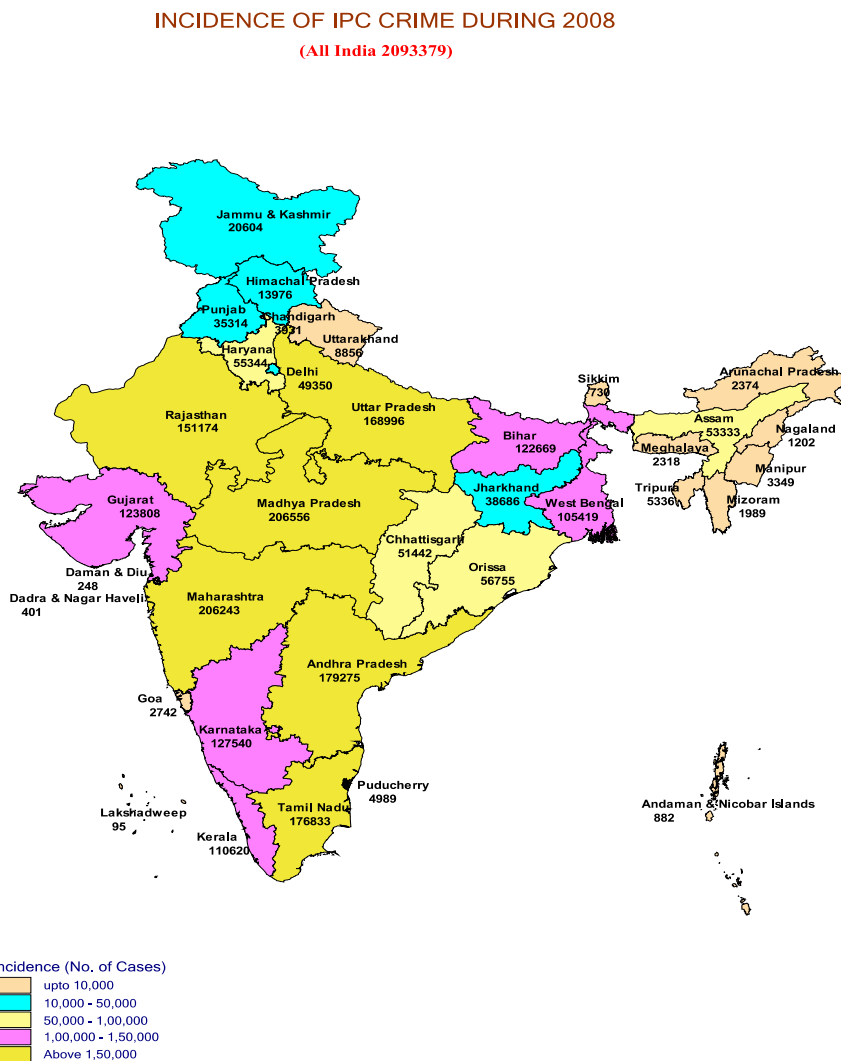 INCIDENCE OF IPC CRIME DURING 2008
(All India 2093379)
Jammu & Kashmir
20604
Himachal Pradesh
13976
Punjab
35314
Chandigarh
3931
Uttarakhand
8856
Haryana
55344
Delhi
49350
Rajasthan
151174
Uttar Pradesh
168996
Sikkim
730
Arunachal Pradesh
2374
Assam
53333
Nagaland
1202
Meghalaya
2318
Manipur
3349
Tripura
5336
Mizoram
1989
Bihar
122669
Jharkhand
38686
West Bengal
105419
Gujarat
123808
Madhya Pradesh
206556
Chhattisgarh
51442
Orissa
56755
Daman & Diu
248
Dadra & Nagar Haveli
401
Maharashtra
206243
Andhra Pradesh
179275
Goa
2742
Karnataka
127540
Puducherry
4989
Tamil Nadu
176833
Lakshadweep
95
Kerala
110620
Andaman & Nicobar Islands
882
ncidence (No. of Cases)
upto 10,000
10,000 - 50,000
50,000 - 1,00,000
1,00,000 - 1,50,000
Above 1,50,000